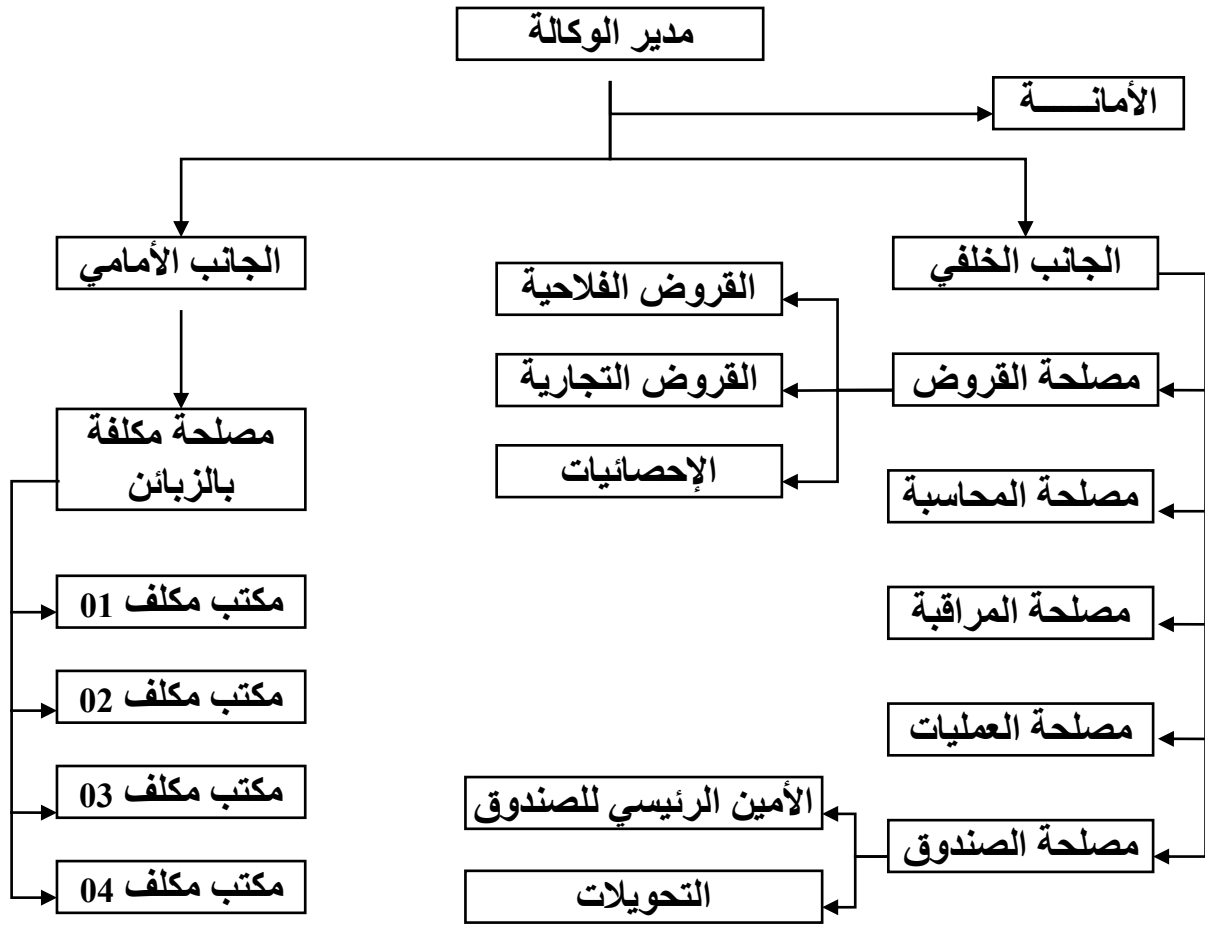 مدير الوكالة
الأمانـــــــة
الجانب الخلفي
الجانب الأمامي
القروض الفلاحية
مصلحة القروض
القروض التجارية
الإحصائيات
مصلحة مكلفة
بالزبائن
مصلحة المحاسبة
مصلحة المراقبة
مصلحة العمليات
مصلحة الصندوق
الأمين الرئيسي للصندوق
التحويلات
مكتب مكلف 01
مكتب مكلف 02
مكتب مكلف 03
مكتب مكلف 04